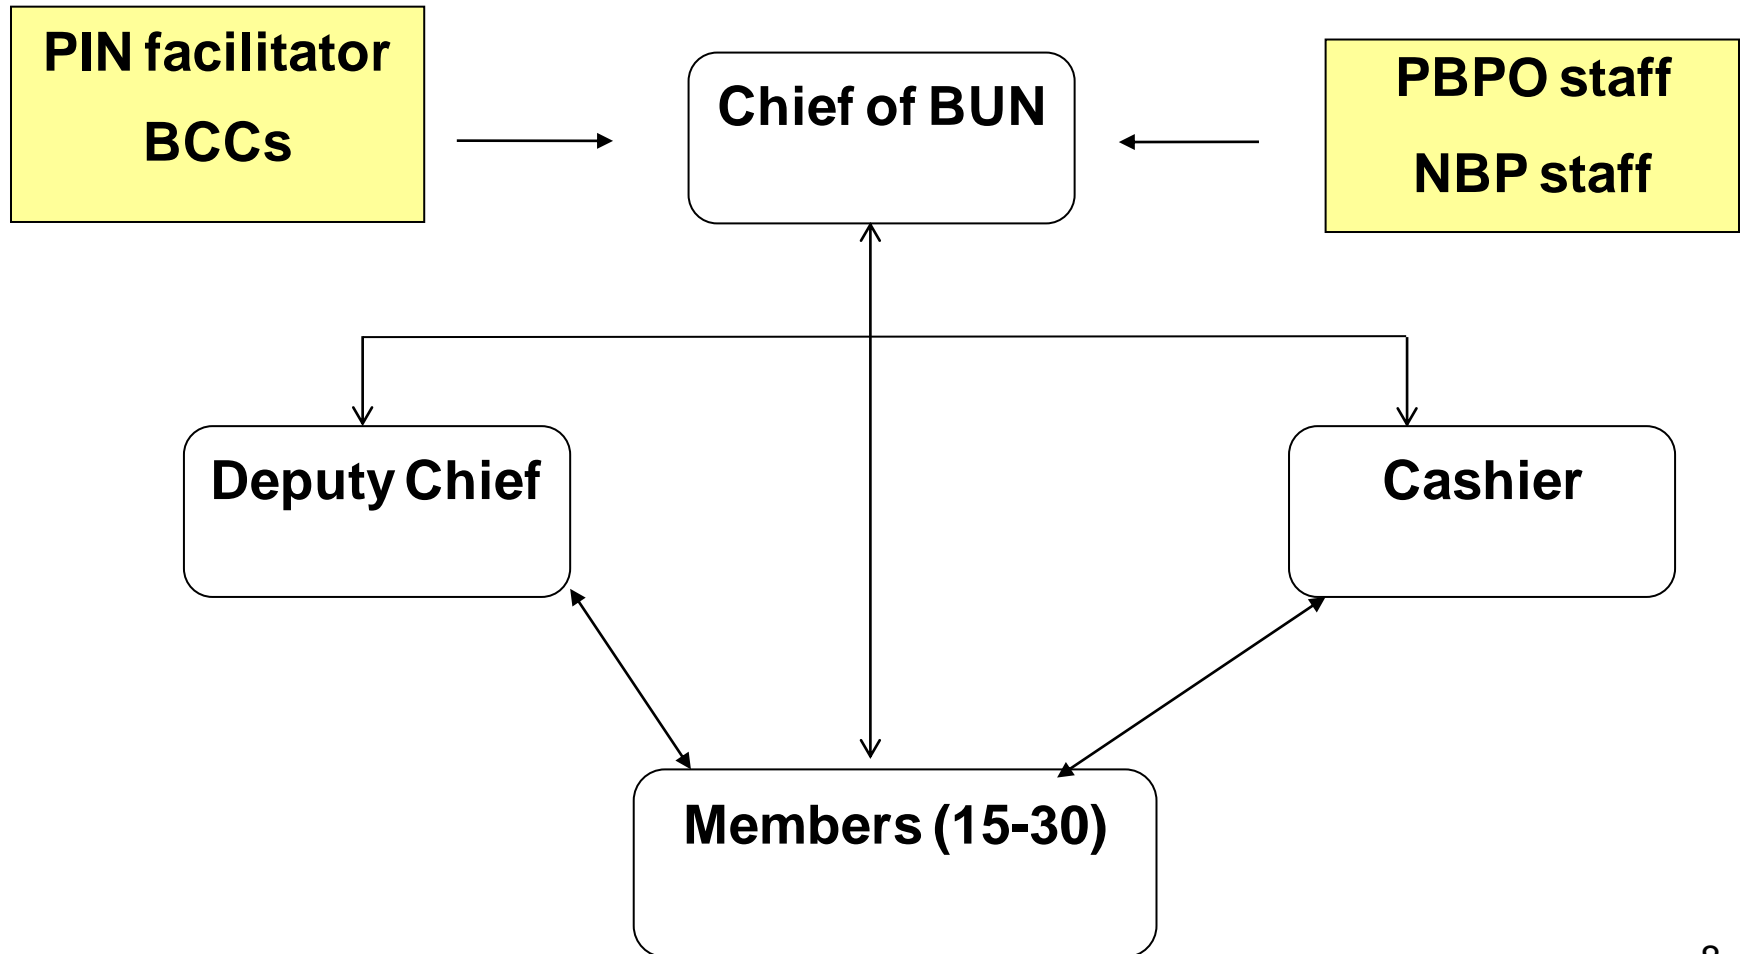 PIN facilitator
BCCs
Chief of BUN
PBPO staff
NBP staff
Deputy Chief
Cashier
Members (15-30)